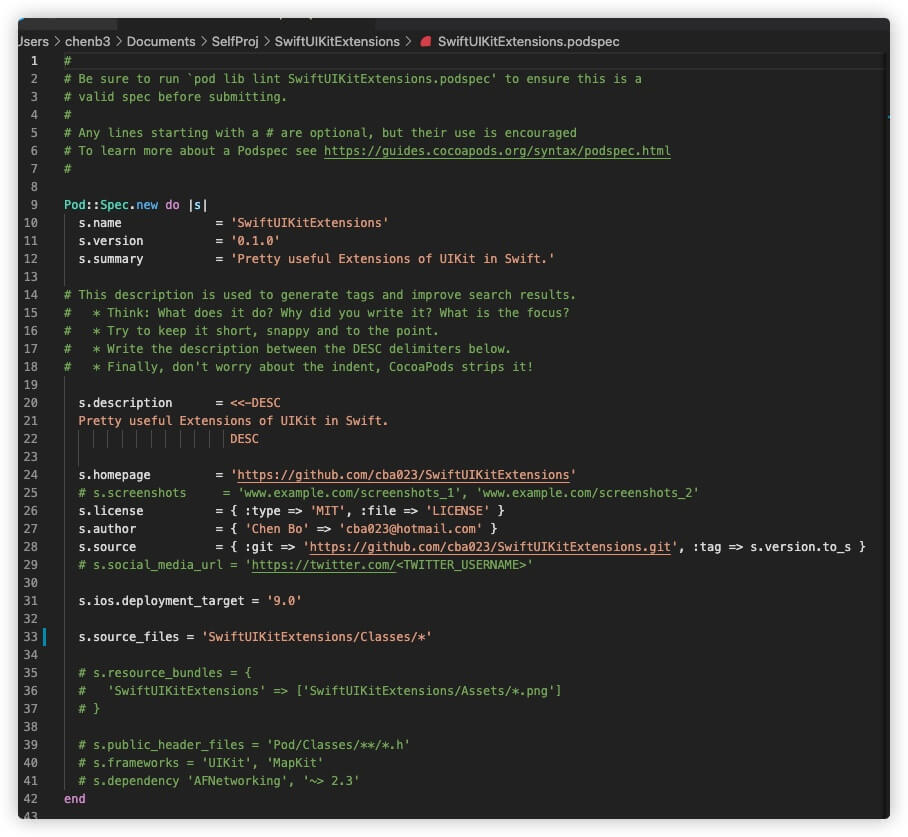 Jsers > chenb3 > Documents > SelfProj > SwiftUIKitExtensions > SwiftUIKitExtensions.podspec
1 #
2 # Be sure to run `pod lib lint SwiftUIKitExtensions.podspec' to ensure this is a
3 # valid spec before submitting.
4 #
5 # Any lines starting with a # are optional, but their use is encouraged
6 # To learn more about a Podspec see https://guides.cocoapods.org/syntax/podspec.html
7 #
8
9 Pod::Spec.new do |s|
10   s.name             = 'SwiftUIKitExtensions'
11   s.version          = '0.1.0'
12   s.summary          = 'Pretty useful Extensions of UIKit in Swift.'
13
14 # This description is used to generate tags and improve search results.
15 #   * Think: What does it do? Why did you write it? What is the focus?
16 #   * Try to keep it short, snappy and to the point.
17 #   * Write the description between the DESC delimiters below.
18 #   * Finally, don't worry about the indent, CocoaPods strips it!
19
20   s.description      = <<-DESC
21   Pretty useful Extensions of UIKit in Swift.
22                        DESC
23
24   s.homepage         = 'https://github.com/cba023/SwiftUIKitExtensions'
25   # s.screenshots     = 'www.example.com/screenshots_1', 'www.example.com/screenshots_2'
26   s.license          = { :type => 'MIT', :file => 'LICENSE' }
27   s.author           = { 'Chen Bo' => 'cba023@hotmail.com' }
28   s.source           = { :git => 'https://github.com/cba023/SwiftUIKitExtensions.git', :tag => s.version.to_s }
29   # s.social_media_url = 'https://twitter.com/<TWITTER_USERNAME>'
30
31   s.ios.deployment_target = '9.0'
32
33   s.source_files = 'SwiftUIKitExtensions/Classes/*'
34
35   # s.resource_bundles = {
36   #   'SwiftUIKitExtensions' => ['SwiftUIKitExtensions/Assets/*.png']
37   # }
38
39   # s.public_header_files = 'Pod/Classes/**/*.h'
40   # s.frameworks = 'UIKit', 'MapKit'
41   # s.dependency 'AFNetworking', '~> 2.3'
42 end
43